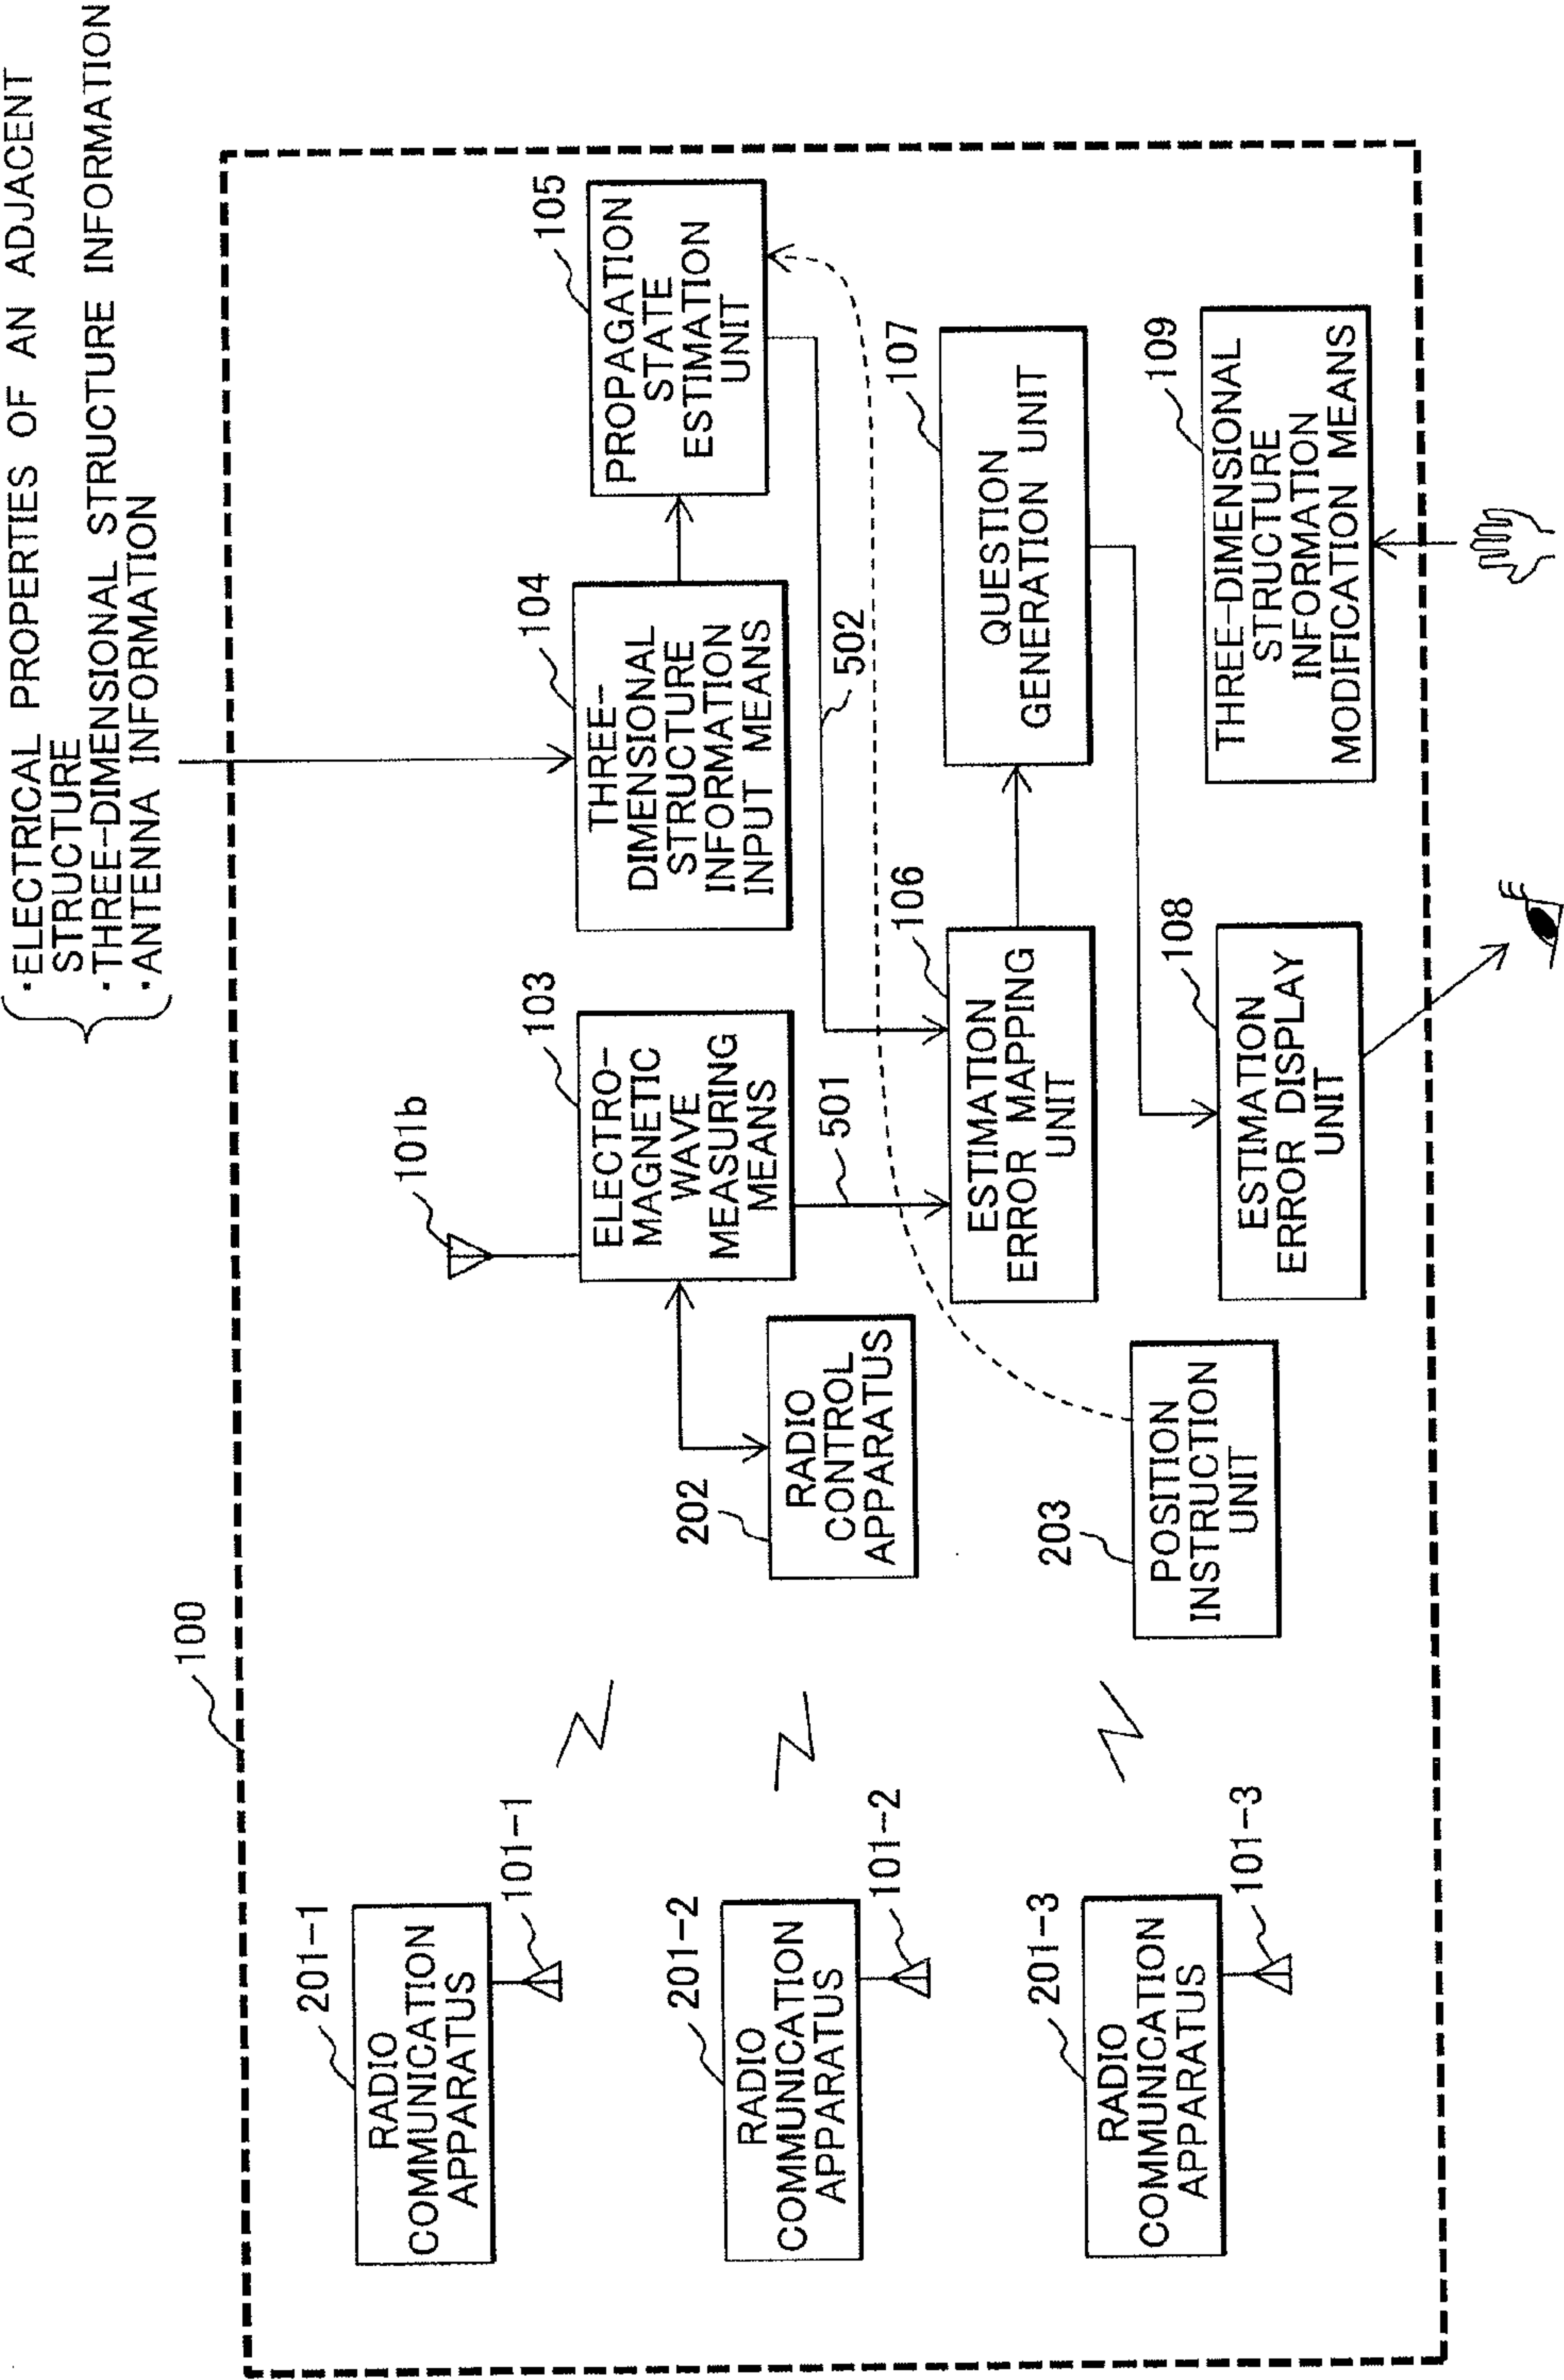 ·ELECTRICAL PROPERTIES OF AN ADJACENT
STRUCTURE
·THREE-DIMENSIONAL STRUCTURE INFORMATION
·ANTENNA INFORMATION
100
201-1
RADIO
COMMUNICATION
APPARATUS
101-1
201-2
RADIO
COMMUNICATION
APPARATUS
101-2
201-3
RADIO
COMMUNICATION
APPARATUS
101-3
101b
103
ELECTRO-
MAGNETIC
WAVE
MEASURING
MEANS
104
THREE-
DIMENSIONAL
STRUCTURE
INFORMATION
INPUT MEANS
105
PROPAGATION
STATE
ESTIMATION
UNIT
202
RADIO
CONTROL
APPARATUS
501
502
106
ESTIMATION
ERROR MAPPING
UNIT
107
QUESTION
GENERATION UNIT
203
POSITION
INSTRUCTION
UNIT
108
ESTIMATION
ERROR DISPLAY
UNIT
109
THREE-DIMENSIONAL
STRUCTURE
INFORMATION
MODIFICATION MEANS